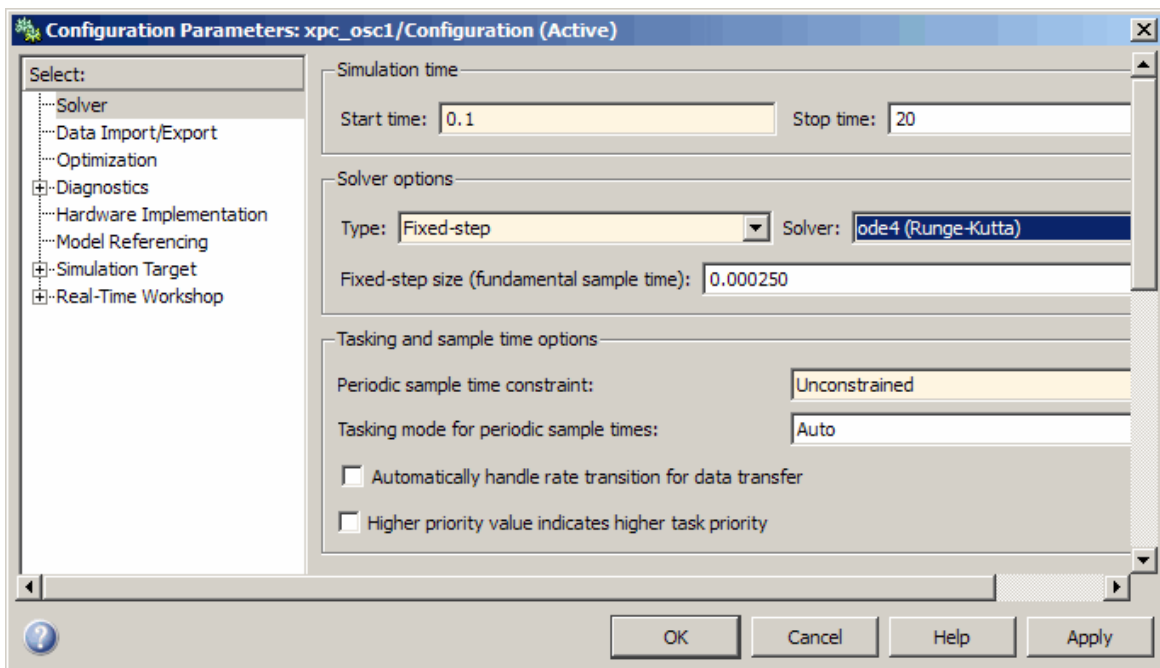 Configuration Parameters: xpc_osc1/Configuration (Active)
Select:
Solver
Data Import/Export
Optimization
Diagnostics
Hardware Implementation
Model Referencing
Simulation Target
Real-Time Workshop
Simulation time
Start time: 0.1 Stop time: 20
Solver options
Type: Fixed-step Solver: ode4 (Runge-Kutta)
Fixed-step size (fundamental sample time): 0.000250
Tasking and sample time options
Periodic sample time constraint: Unconstrained
Tasking mode for periodic sample times: Auto
Automatically handle rate transition for data transfer
Higher priority value indicates higher task priority
OK Cancel Help Apply